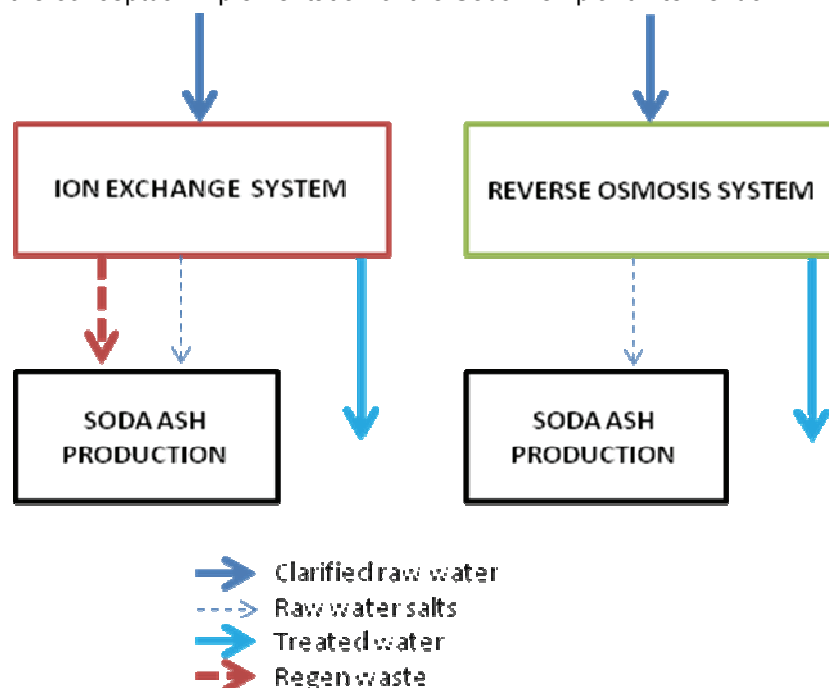 ION EXCHANGE SYSTEM
REVERSE OSMOSIS SYSTEM
SODA ASH
PRODUCTION
SODA ASH
PRODUCTION
Clarified raw water
Raw water salts
Treated water
Regen waste